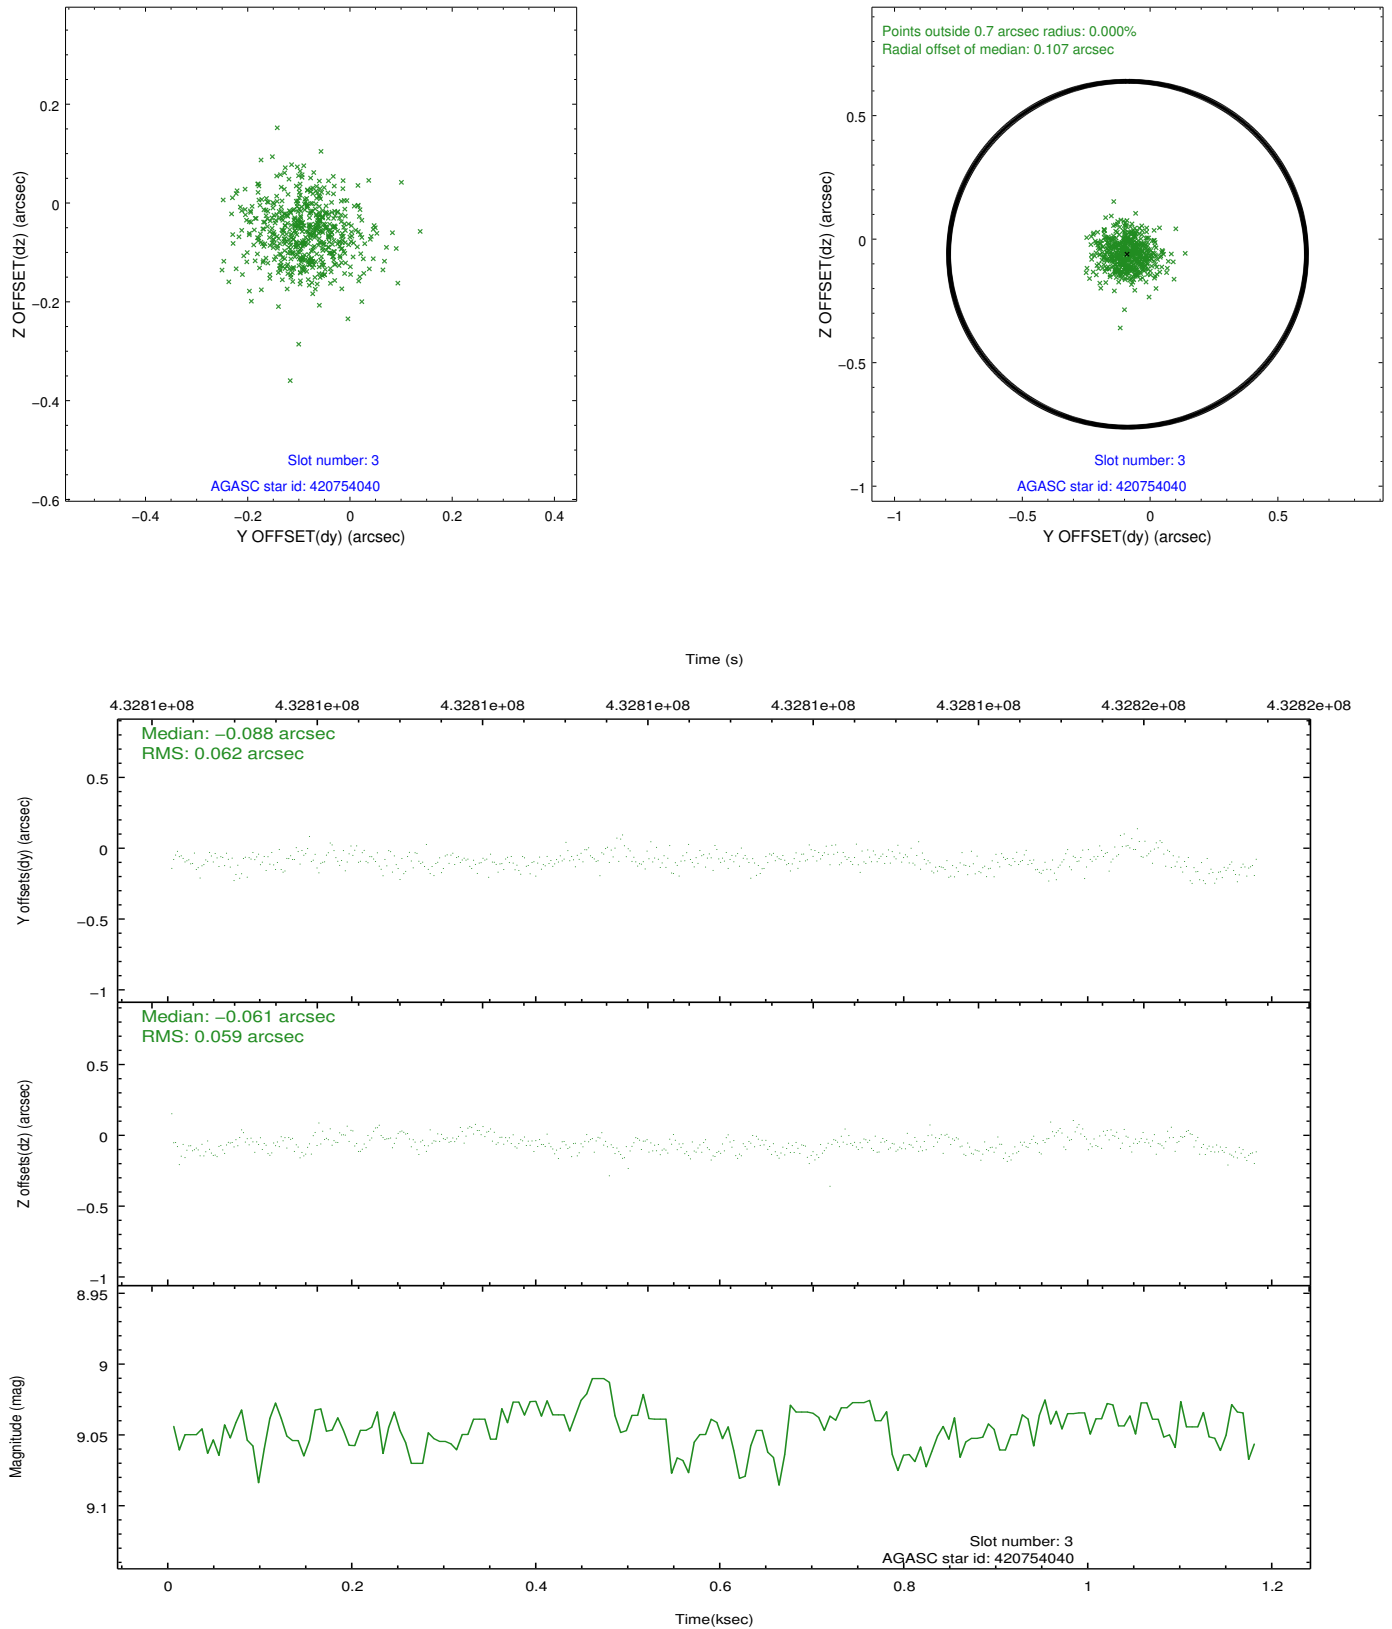 0.2
0
−0.2
−0.4
−0.6
Z OFFSET(dz) (arcsec)
−0.4
−0.2
0
0.2
0.4
Y OFFSET(dy) (arcsec)
Slot number: 3
AGASC star id: 420754040
Points outside 0.7 arcsec radius: 0.000%
Radial offset of median: 0.107 arcsec
0.5
0
−0.5
−1
Z OFFSET(dz) (arcsec)
Slot number: 3
AGASC star id: 420754040
−1
−0.5
0
0.5
Y OFFSET(dy) (arcsec)
Time (s)
4.3281e+08
4.3281e+08
4.3281e+08
4.3281e+08
4.3281e+08
4.3281e+08
4.3282e+08
4.3282e+08
Median: −0.088 arcsec
RMS: 0.062 arcsec
0.5
0
−0.5
−1
Y offsets(dy) (arcsec)
Median: −0.061 arcsec
RMS: 0.059 arcsec
0.5
0
−0.5
−1
Z offsets(dz) (arcsec)
8.95
9
9.05
9.1
Magnitude (mag)
Slot number: 3
AGASC star id: 420754040
0
0.2
0.4
0.6
0.8
1
1.2
Time(ksec)